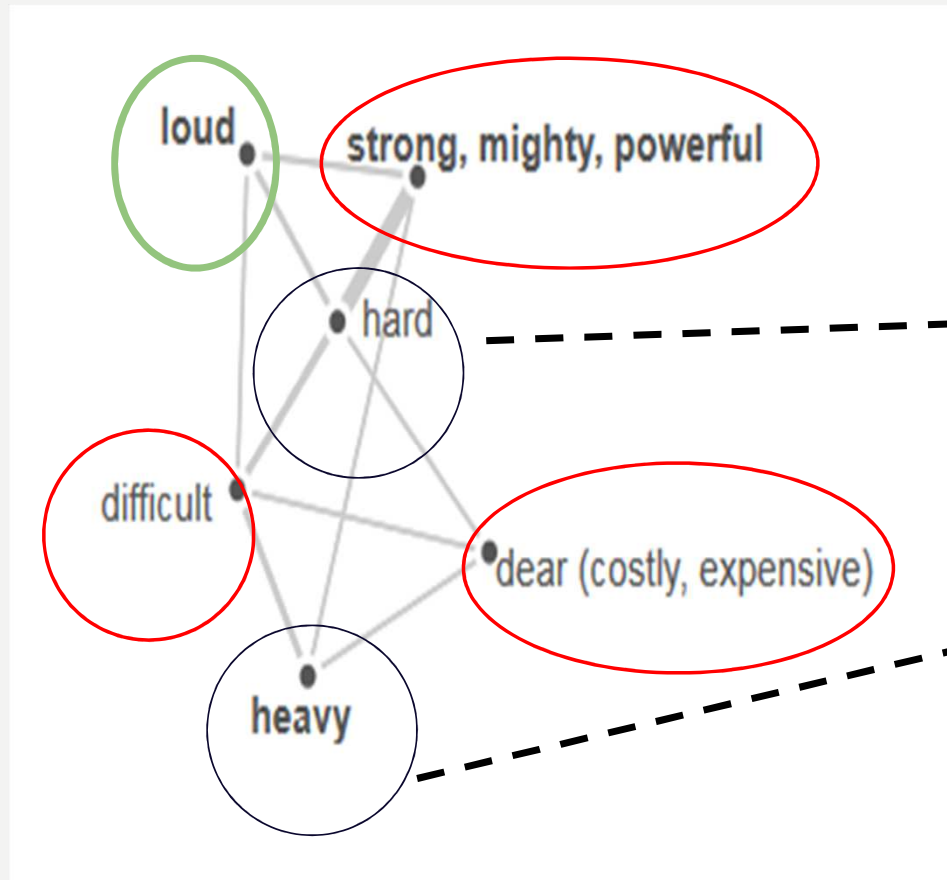 loud
strong, mighty, powerful
hard
difficult
dear (costly, expensive)
heavy